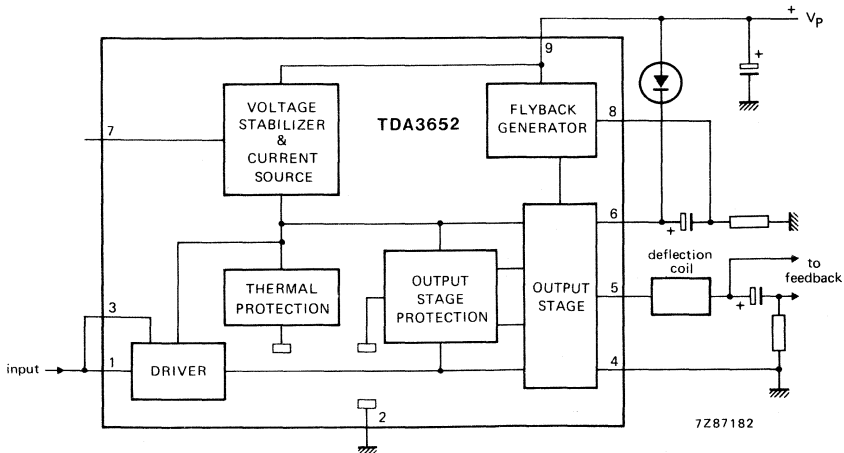 + VP
9
+
VOLTAGE
STABILIZER
&
CURRENT
SOURCE
TDA3652
FLYBACK
GENERATOR
7
8
6
+
THERMAL
PROTECTION
OUTPUT
STAGE
PROTECTION
OUTPUT
STAGE
deflection
coil
to
feedback
5
+
3
input
1
DRIVER
4
2
7Z87182